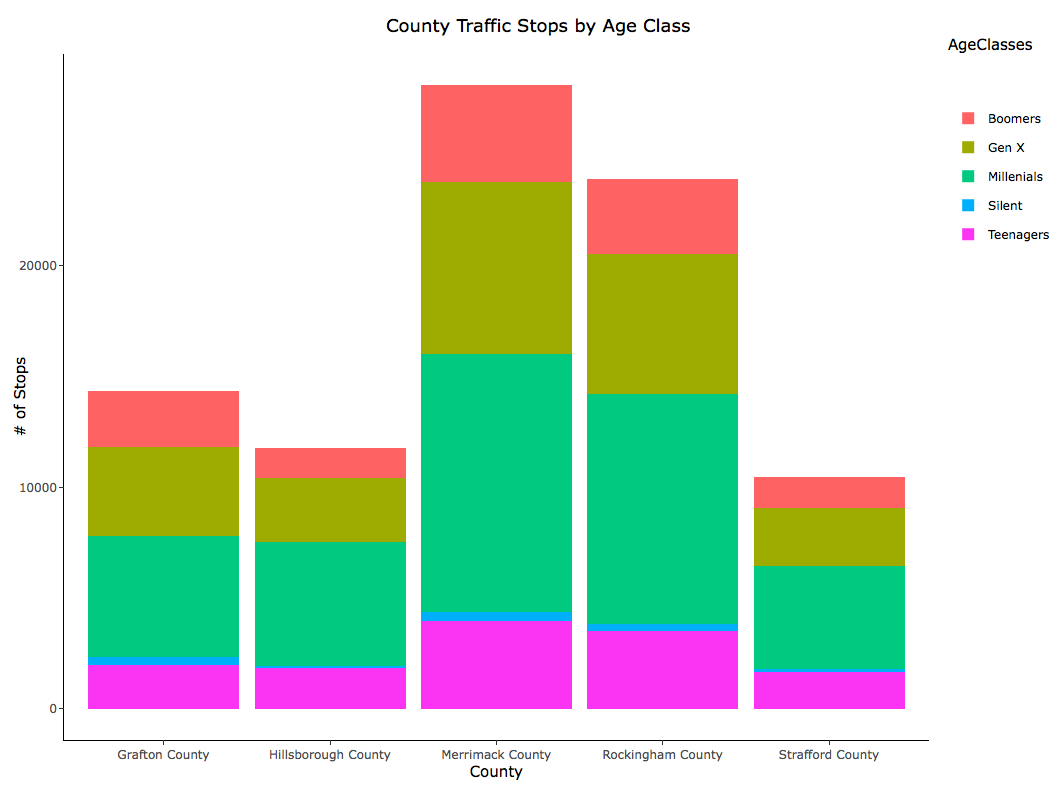 County Traffic Stops by Age Class
AgeClasses
Boomers
Gen X
Millenials
Silent
Teenagers
# of Stops
20000
10000
0
Grafton County
Hillsborough County
Merrimack County
Rockingham County
Strafford County
County